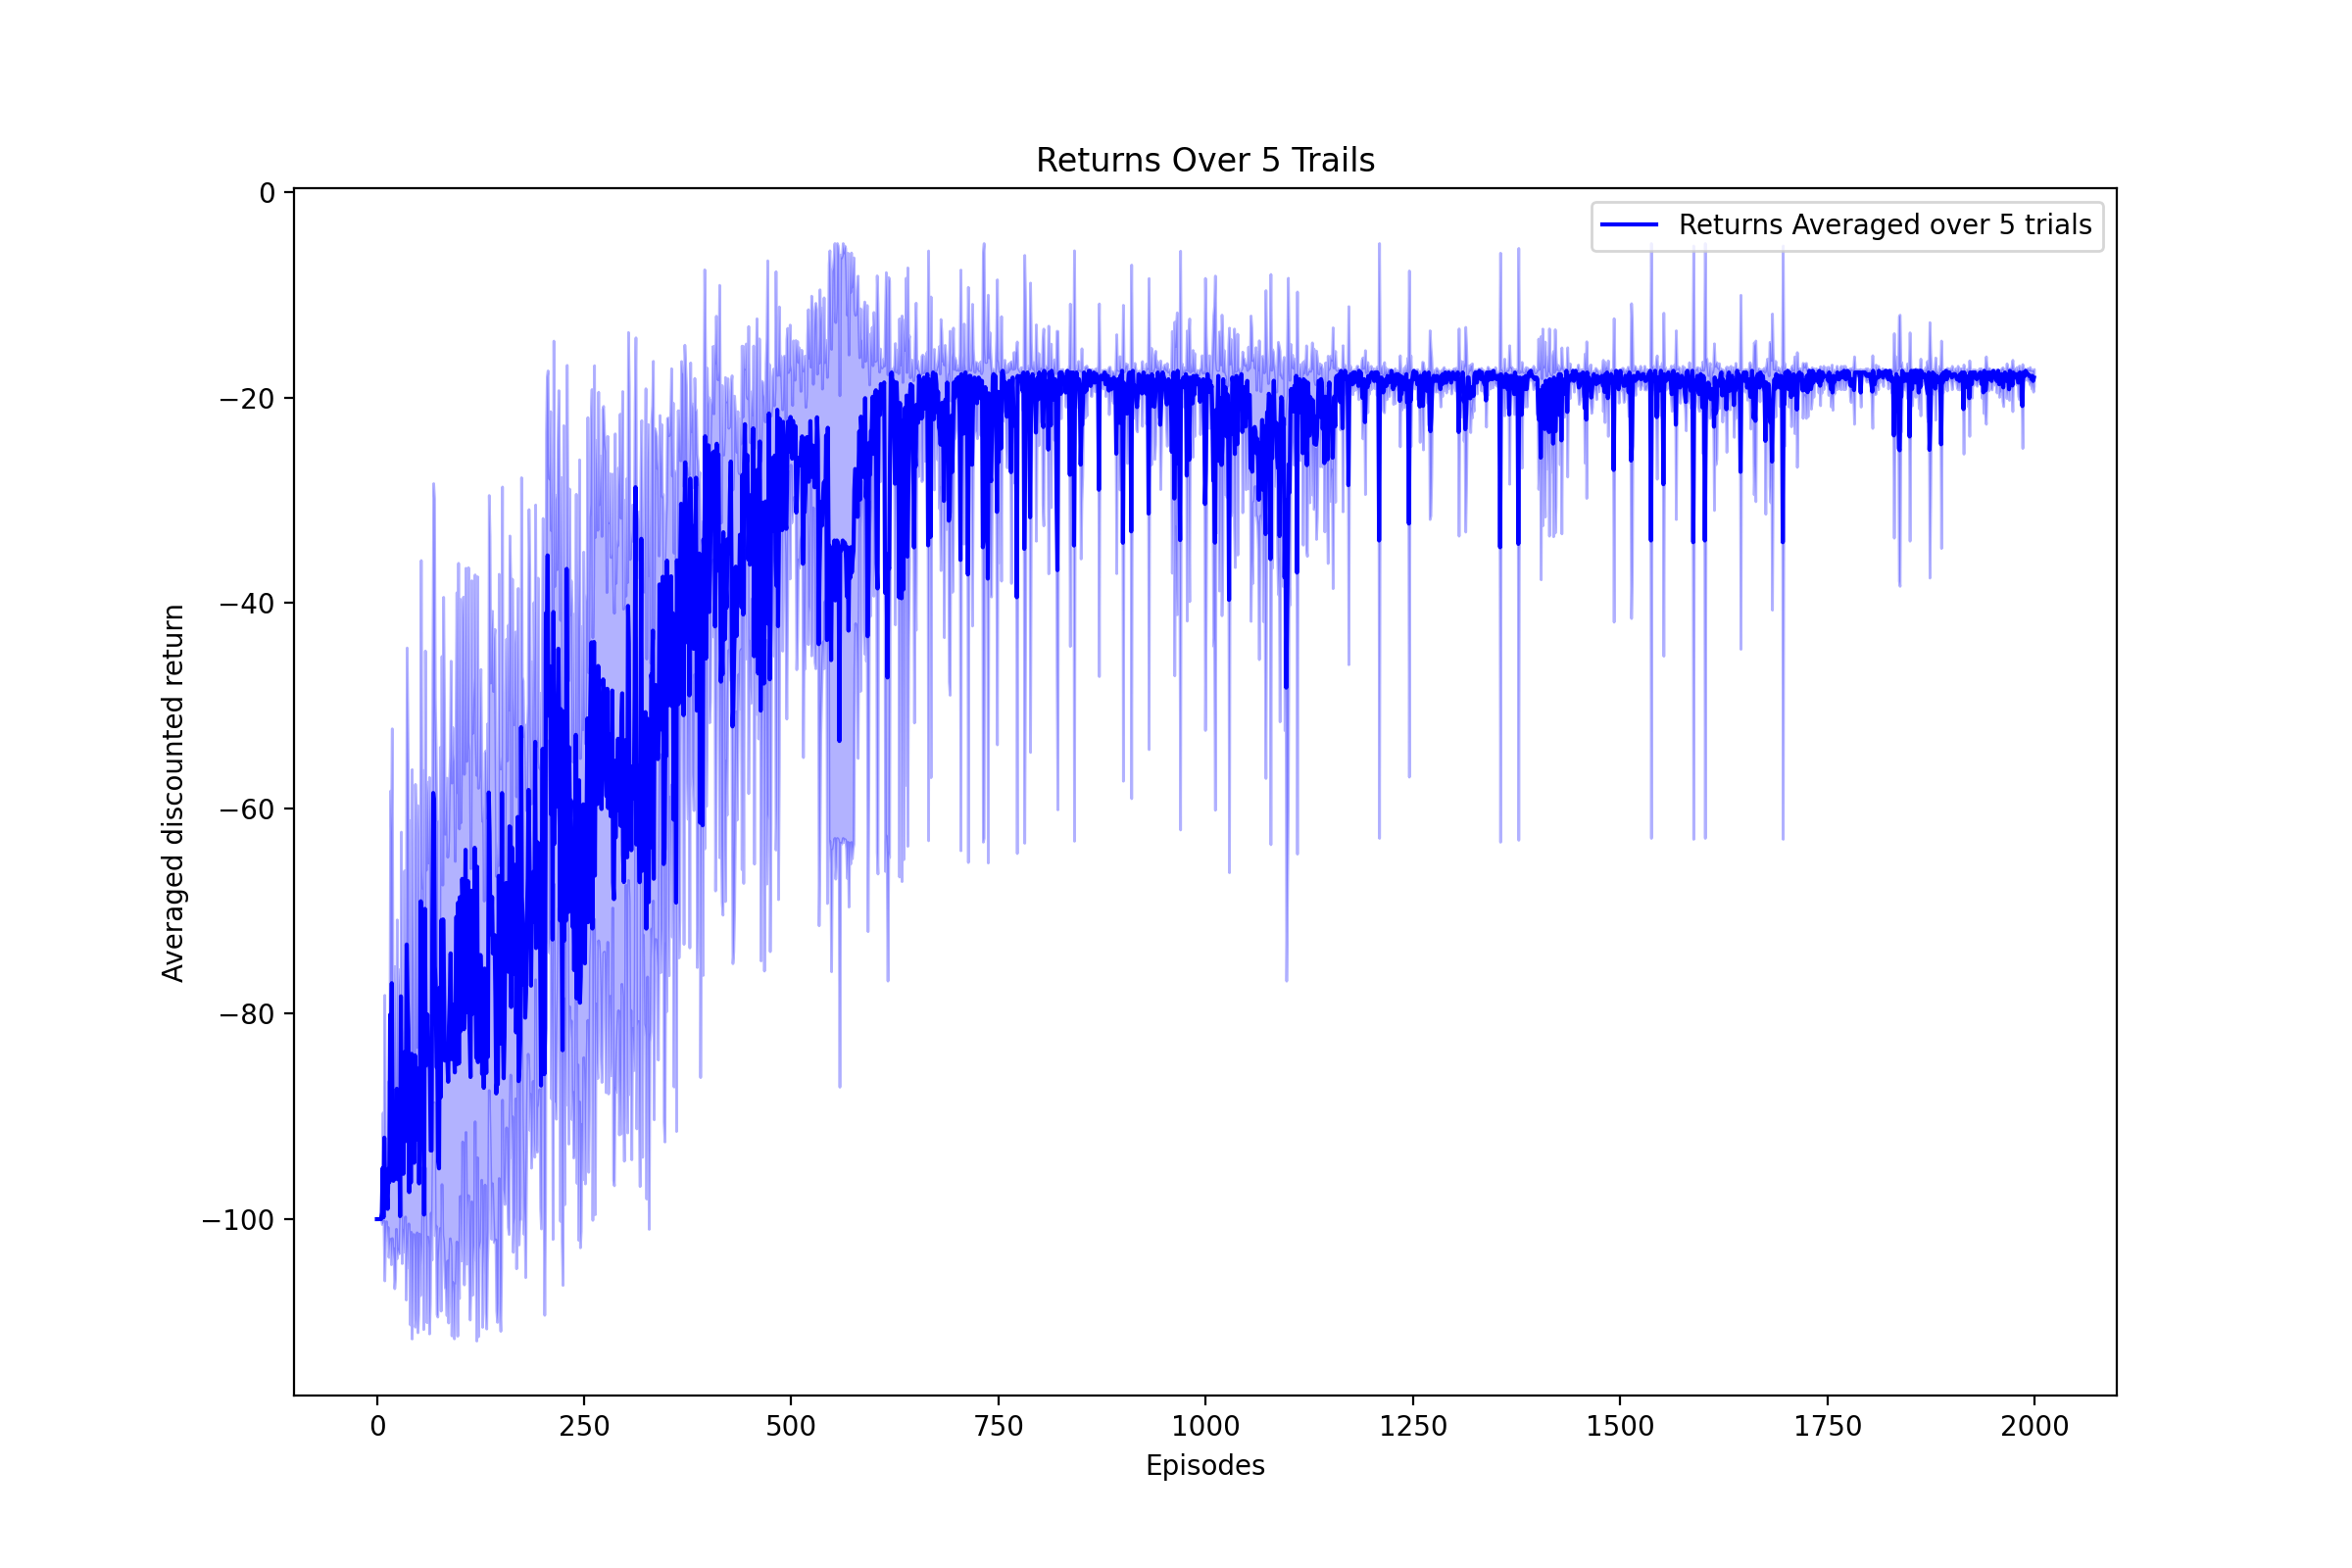 Returns Over 5 Trails
Returns Averaged over 5 trials
0
−20
−40
−60
−80
−100
Averaged discounted return
0 250 500 750 1000 1250 1500 1750 2000
Episodes